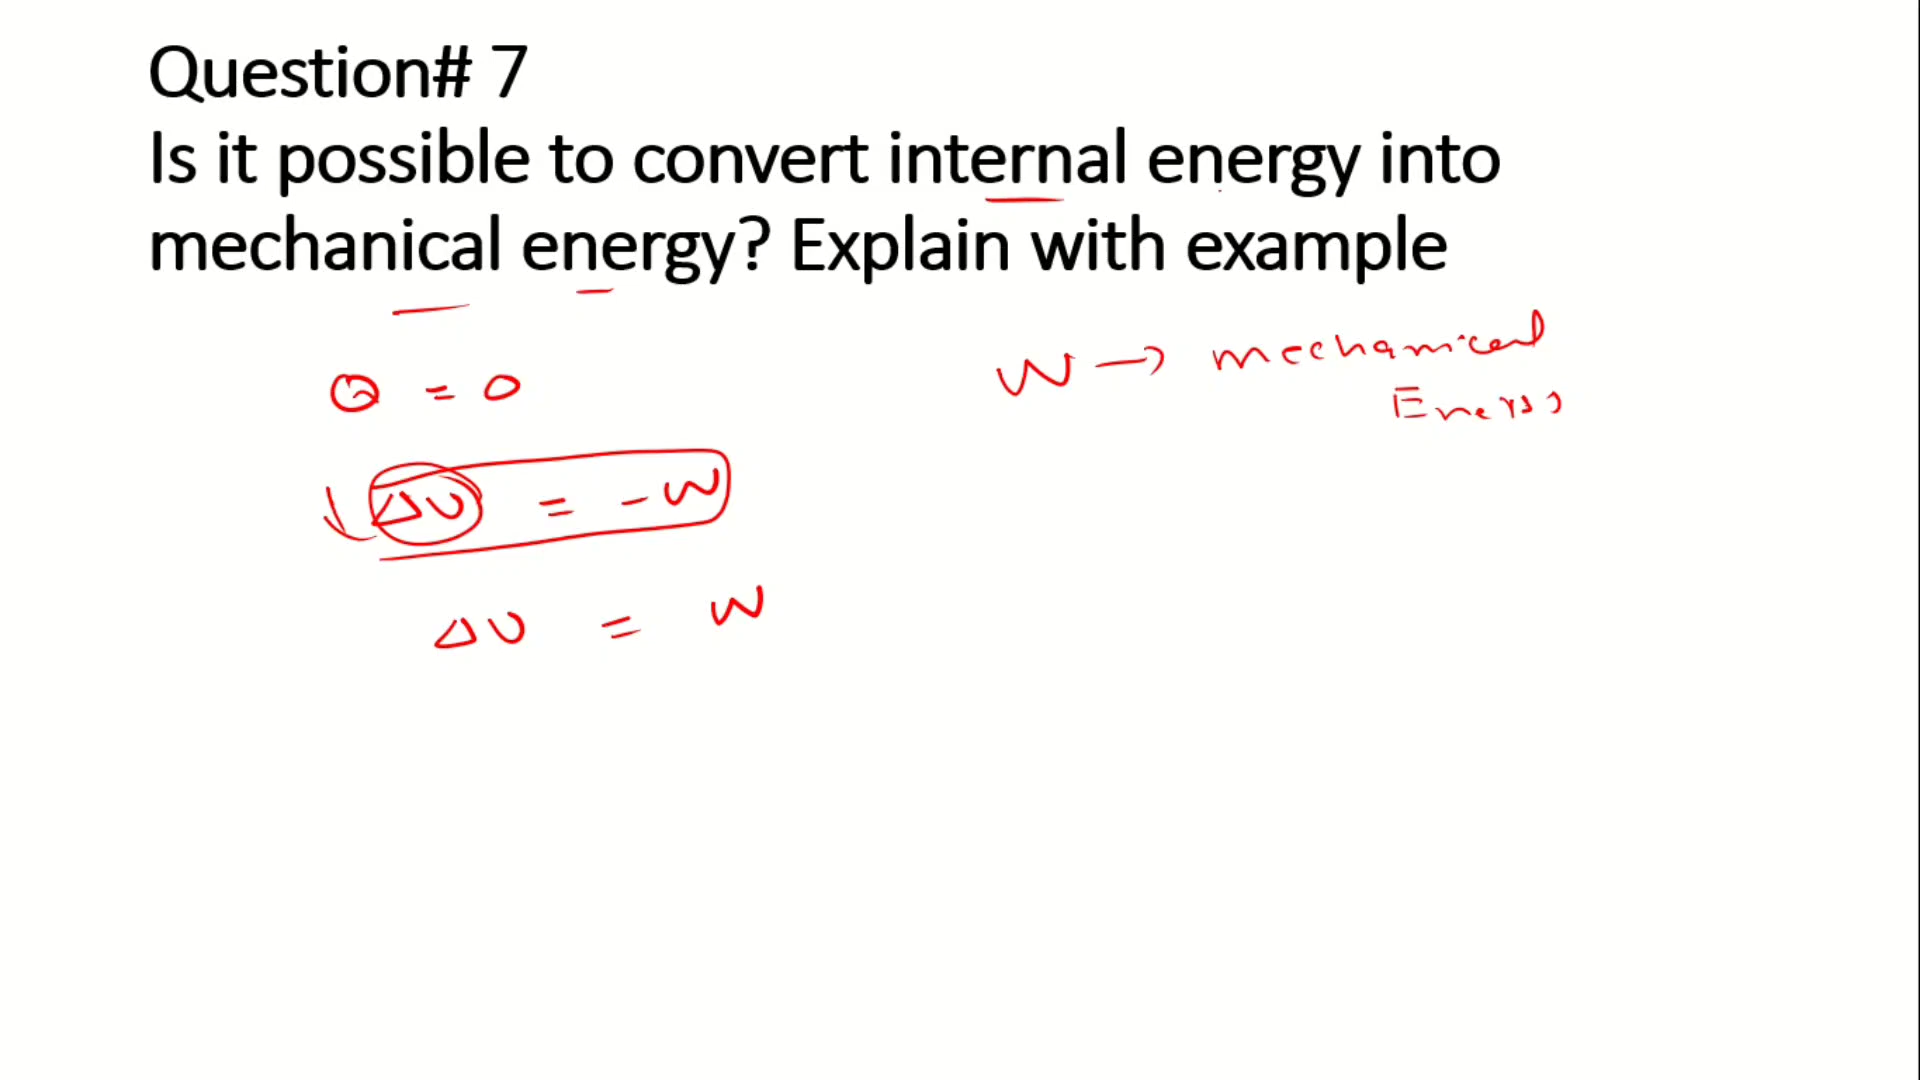 Question# 7
Is it possible to convert internal energy into
mechanical energy? Explain with example
W → mechanical
Energy
Q = 0
ΔU = -W
ΔU = W